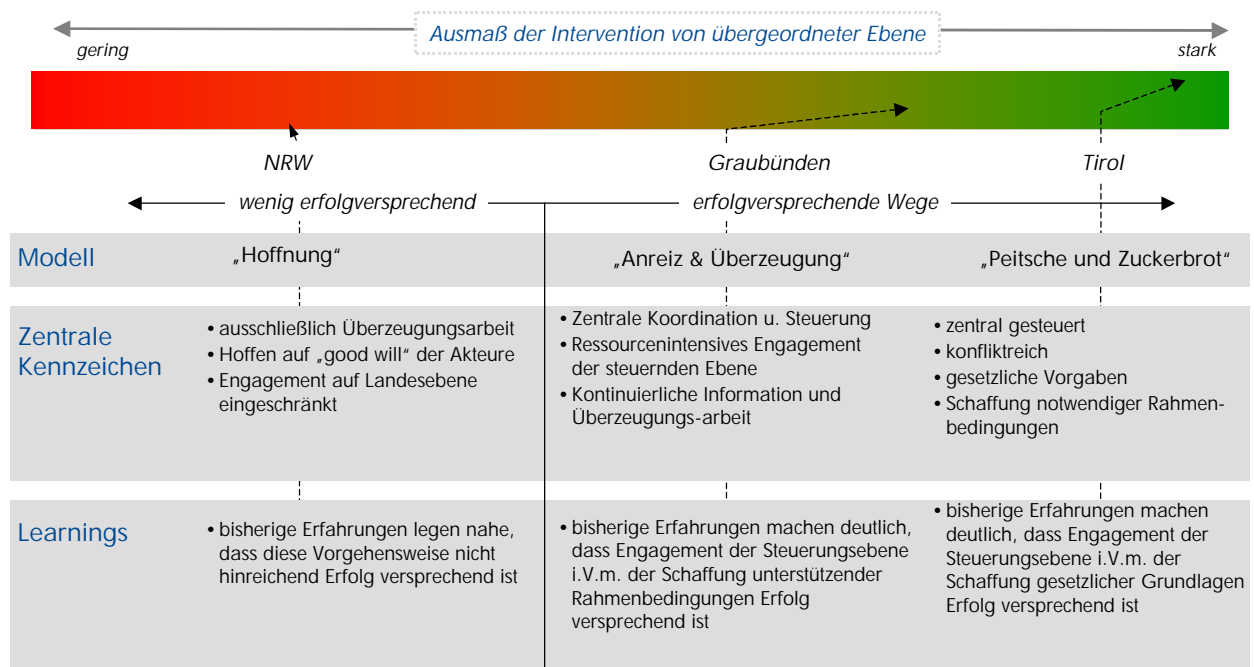 Ausmaß der Intervention von übergeordneter Ebene
gering
stark
NRW
Graubünden
Tirol
wenig erfolgversprechend
erfolgversprechende Wege
Modell
„Hoffnung“
„Anreiz & Überzeugung“
„Peitsche und Zuckerbrot“
Zentrale
Kennzeichen
• ausschließlich Überzeugungsarbeit
• Hoffen auf „good will“ der Akteure
• Engagement auf Landesebene
eingeschränkt
• Zentrale Koordination u. Steuerung
• Ressourcenintensives Engagement
der steuernden Ebene
• Kontinuierliche Information und
Überzeugungs-arbeit
• zentral gesteuert
• konfliktreich
• gesetzliche Vorgaben
• Schaffung notwendiger Rahmen-
bedingungen
Learnings
• bisherige Erfahrungen legen nahe,
dass diese Vorgehensweise nicht
hinreichend Erfolg versprechend ist
• bisherige Erfahrungen machen deutlich,
dass Engagement der Steuerungsebene
i.V.m. der Schaffung unterstützender
Rahmenbedingungen Erfolg
versprechend ist
• bisherige Erfahrungen machen
deutlich, dass Engagement der
Steuerungsebene i.V.m. der
Schaffung gesetzlicher Grundlagen
Erfolg versprechend ist